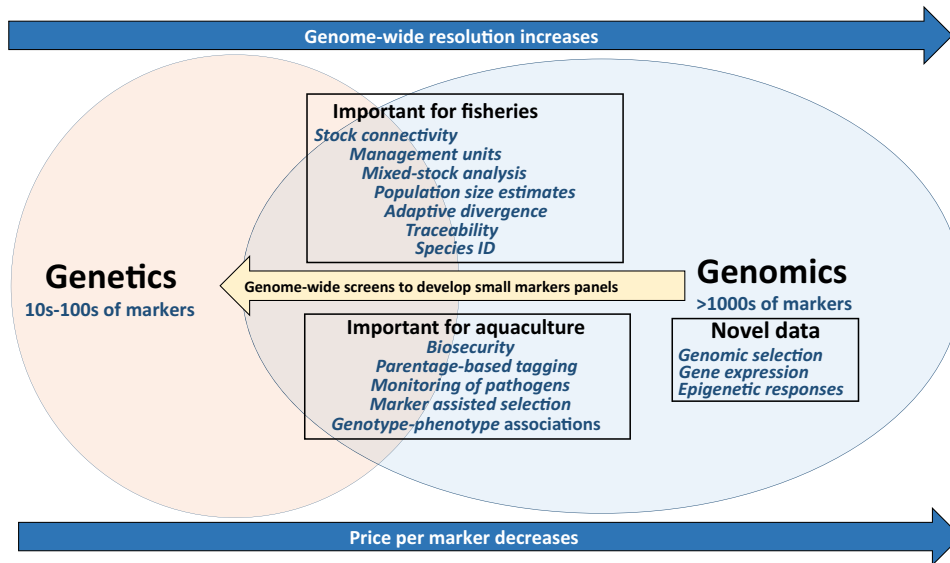 Genome-wide resolution increases
Important for fisheries
Stock connectivity
Management units
Mixed-stock analysis
Population size estimates
Adaptive divergence
Traceability
Species ID
Genetics
10s-100s of markers
Genome-wide screens to develop small markers panels
Genomics
>1000s of markers
Important for aquaculture
Biosecurity
Parentage-based tagging
Monitoring of pathogens
Marker assisted selection
Genotype-phenotype associations
Novel data
Genomic selection
Gene expression
Epigenetic responses
Price per marker decreases